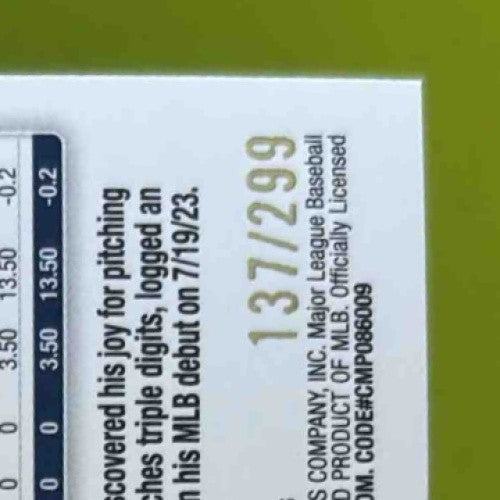 0 0 3.50 13.50 -0.2
0 0 3.50 13.50 -0.2
scovered his joy for pitching
ches triple digits, logged an
n his MLB debut on 7/19/23.
137/299
S COMPANY, INC. Major League Baseball
D PRODUCT OF MLB. Officially Licensed
OM. CODE#CMP086009